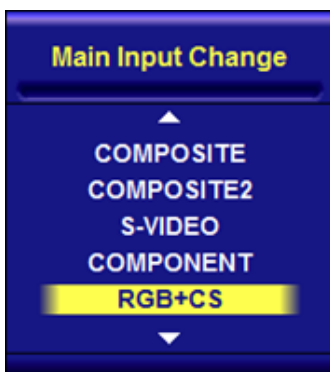 Main Input Change
COMPOSITE
COMPOSITE2
S-VIDEO
COMPONENT
RGB+CS